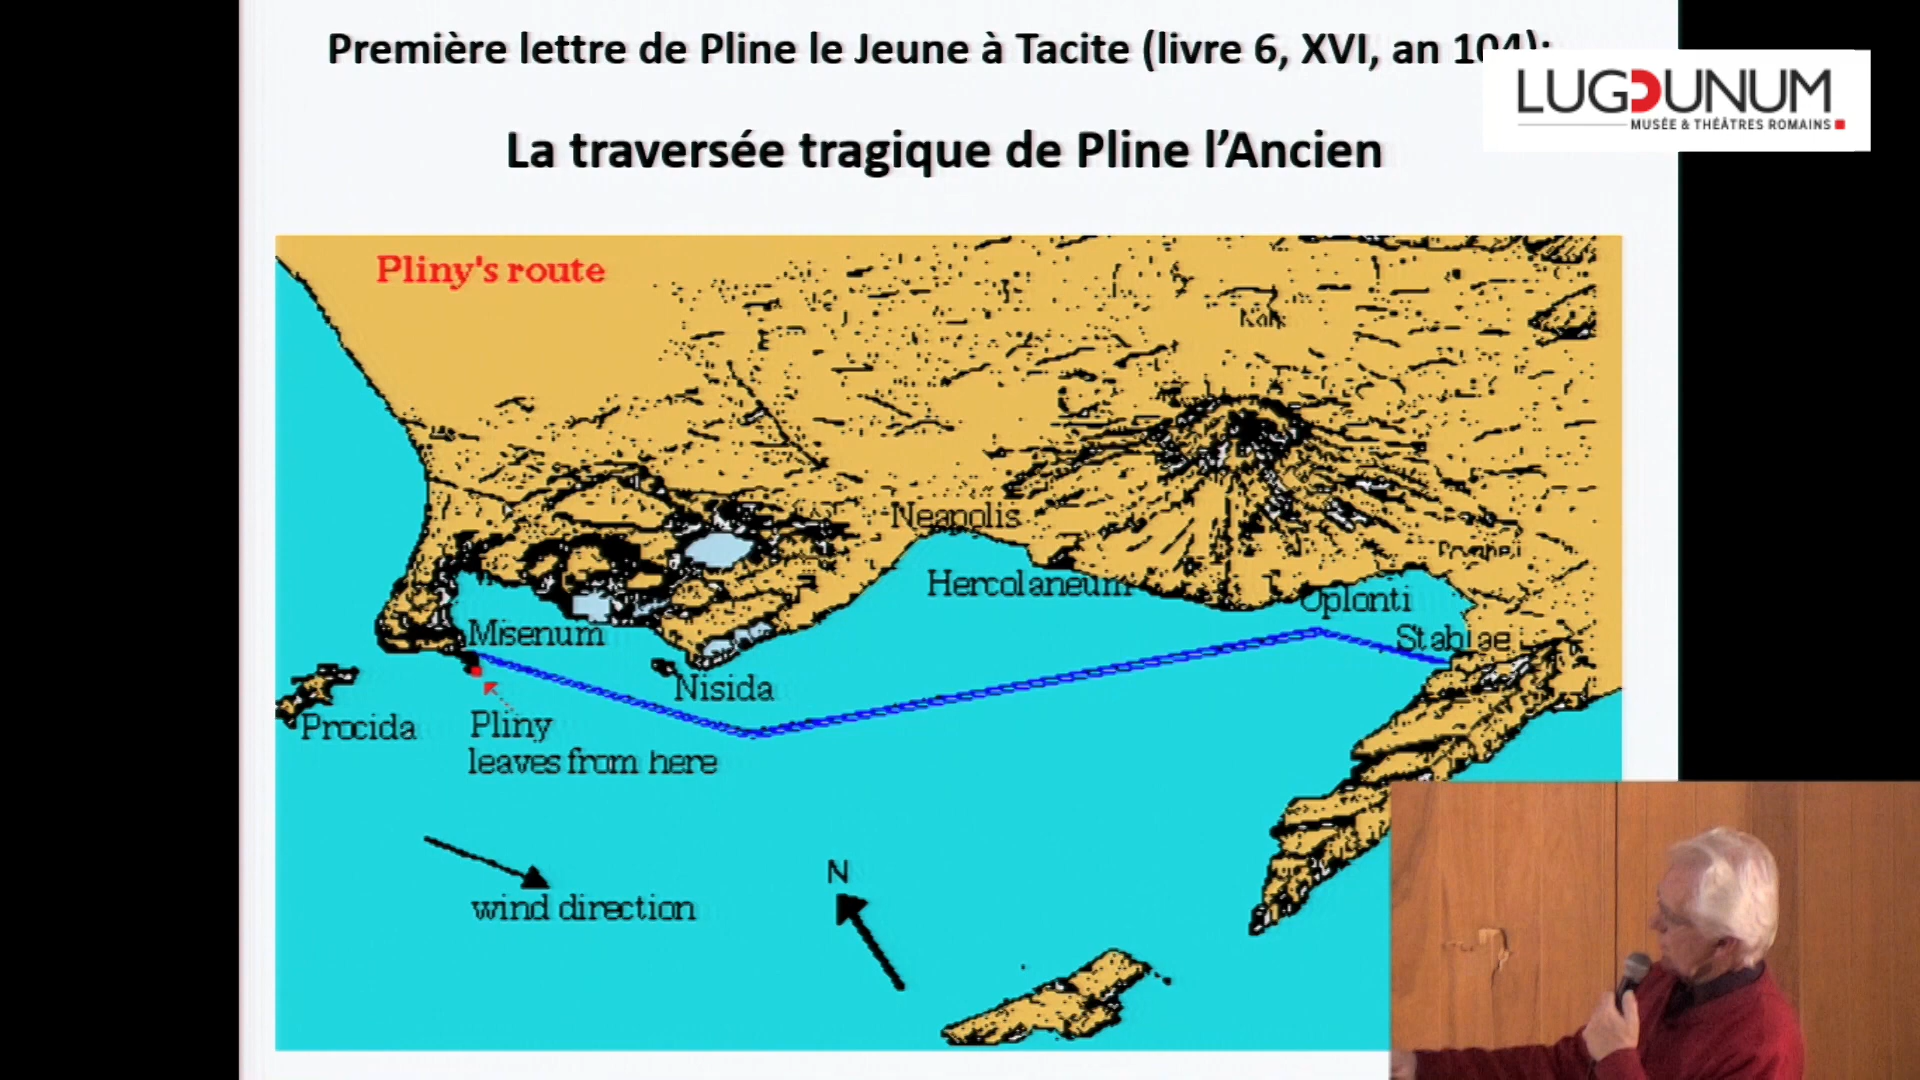 Première lettre de Pline le Jeune à Tacite (livre 6, XVI, an 104):
LUGDUNUM
MUSÉE & THÉÂTRES ROMAINS
La traversée tragique de Pline l'Ancien
Pliny's route
Neapolis
Hercolaneum
Oplonti
Misenum
Stabiae
Nisida
Procida
Pliny
leaves from here
N
wind direction